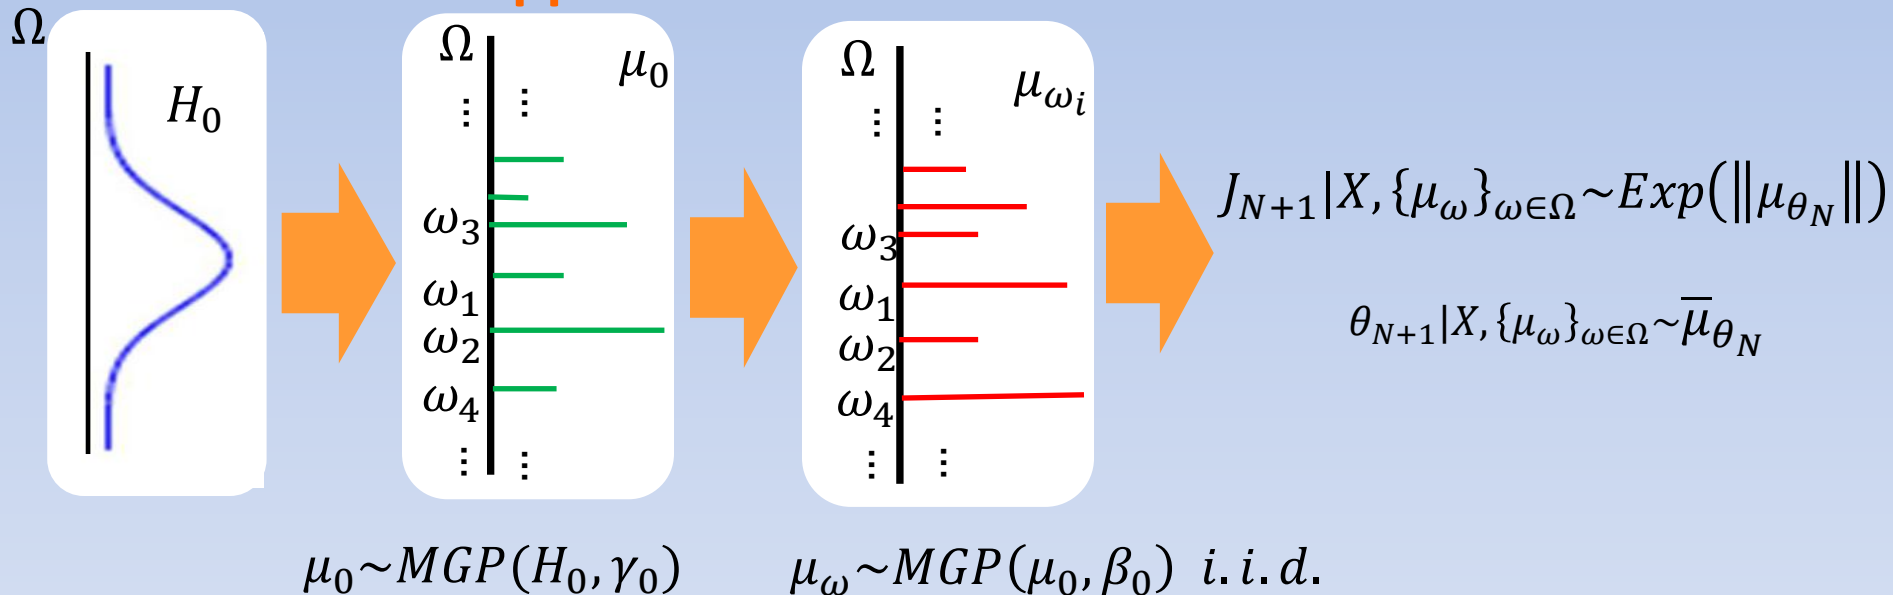 Ω
H₀
Ω
μ₀
⋮ ⋮
ω₃
ω₁
ω₂
ω₄
⋮ ⋮
Ω
μ_{ω_i}
⋮ ⋮
ω₃
ω₁
ω₂
ω₄
⋮ ⋮
J_{N+1}|X, {μ_ω}_{ω∈Ω}~Exp(‖μ_{θ_N}‖)
θ_{N+1}|X, {μ_ω}_{ω∈Ω}~μ̅_{θ_N}
μ₀~MGP(H₀, γ₀)
μ_ω~MGP(μ₀, β₀) i.i.d.